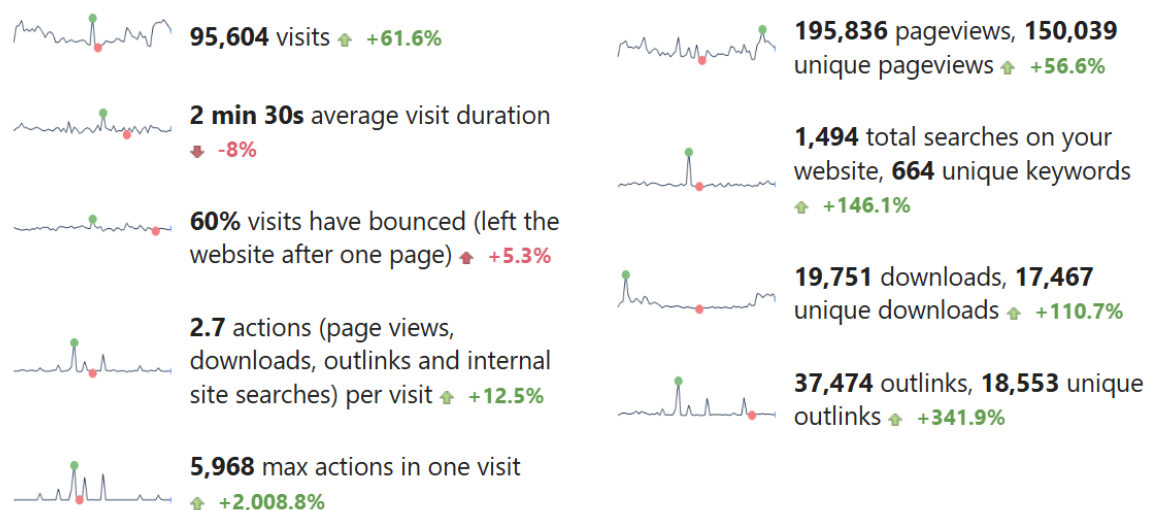 95,604 visits +61.6%
2 min 30s average visit duration
-8%
60% visits have bounced (left the
website after one page) +5.3%
2.7 actions (page views,
downloads, outlinks and internal
site searches) per visit +12.5%
5,968 max actions in one visit
+2,008.8%
195,836 pageviews, 150,039
unique pageviews +56.6%
1,494 total searches on your
website, 664 unique keywords
+146.1%
19,751 downloads, 17,467
unique downloads +110.7%
37,474 outlinks, 18,553 unique
outlinks +341.9%